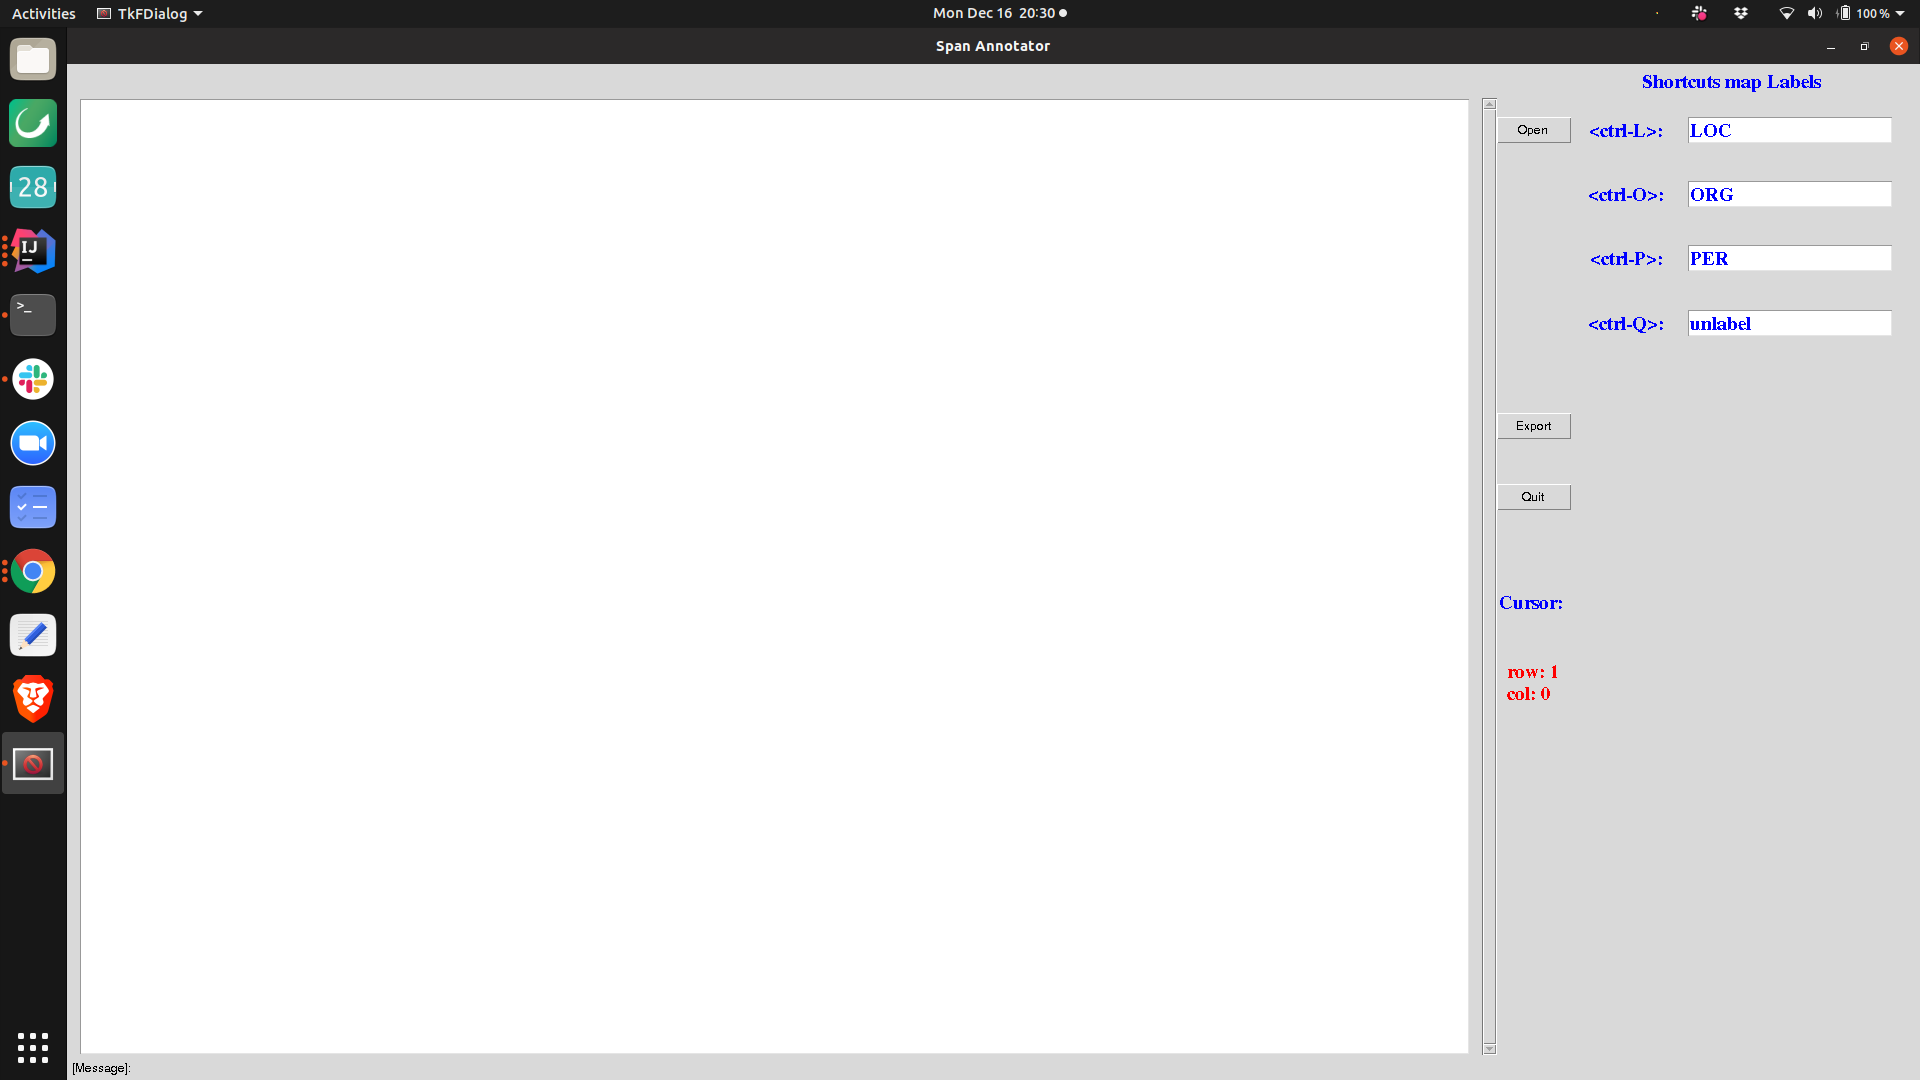 Activities TkFDialog Mon Dec 16 20:30 100 %
Span Annotator
Shortcuts map Labels
Open <ctrl-L>: LOC
<ctrl-O>: ORG
<ctrl-P>: PER
<ctrl-Q>: unlabel
Export
Quit
Cursor:
row: 1
col: 0
28
IJ
>_
[Message]: